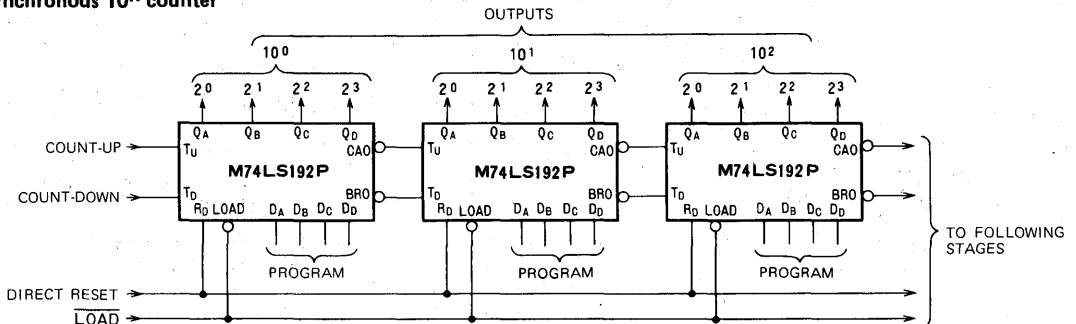 nchronous 10ⁿ counter
OUTPUTS
10⁰ 10¹ 10²
2⁰ 2¹ 2² 2³ 2⁰ 2¹ 2² 2³ 2⁰ 2¹ 2² 2³
QA QB QC QD QA QB QC QD QA QB QC QD
COUNT-UP TU CAO TU CAO TU CAO
M74LS192P M74LS192P M74LS192P
COUNT-DOWN TD BRO TD BRO TD BRO
RD LOAD DA DB DC DD RD LOAD DA DB DC DD RD LOAD DA DB DC DD
PROGRAM PROGRAM PROGRAM
TO FOLLOWING
STAGES
DIRECT RESET
LOAD